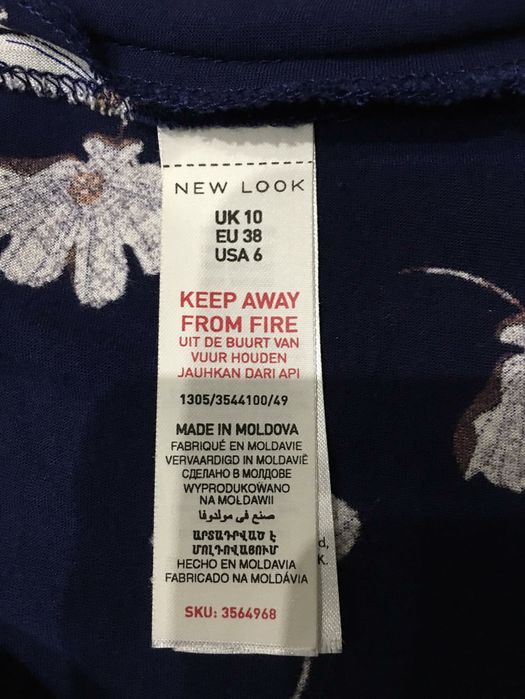 NEW LOOK
UK 10
EU 38
USA 6
KEEP AWAY
FROM FIRE
UIT DE BUURT VAN
VUUR HOUDEN
JAUHKAN DARI API
1305/3544100/49
MADE IN MOLDOVA
FABRIQUÉ EN MOLDAVIE
VERVAARDIGD IN MOLDAVIË
СДЕЛАНО В МОЛДОВЕ
WYPRODUKOWANO
NA MOLDAWII
صنع في مولدوفا
ԱՐՏԱԴՐՎԱԾ Է
ՄՈԼԴՈՎԱՅՈՒՄ
HECHO EN MOLDAVIA
FABRICADO NA MOLDÁVIA
SKU: 3564968